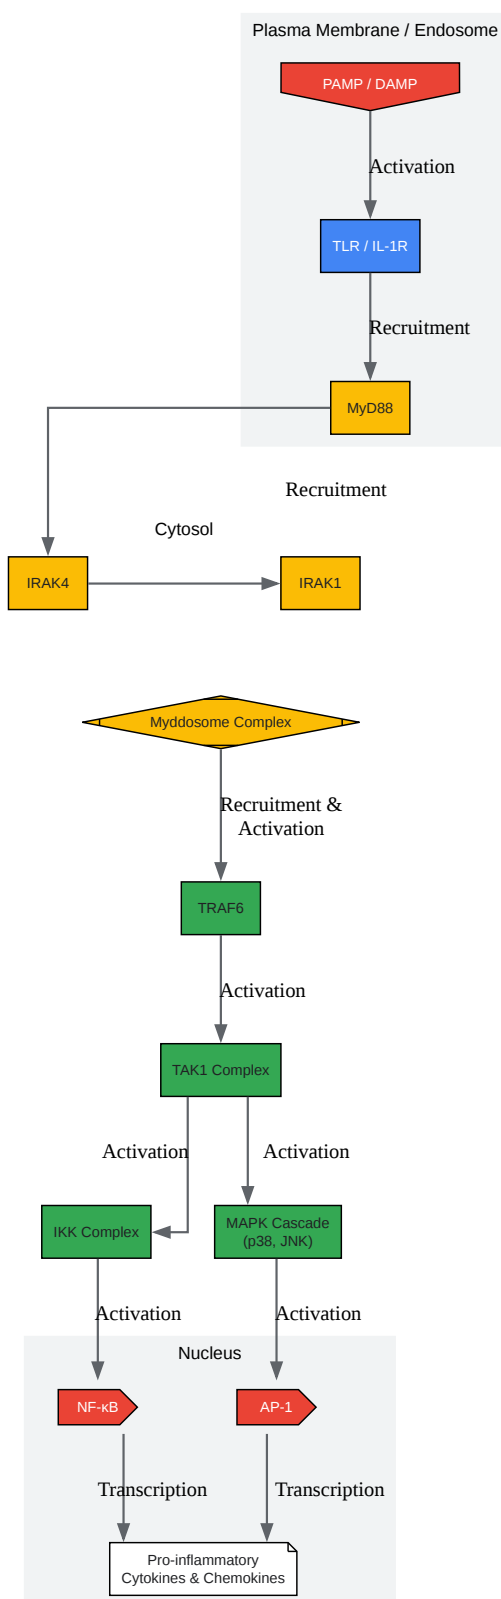 Plasma Membrane / Endosome
PAMP / DAMP
Activation
TLR / IL-1R
Recruitment
MyD88
Recruitment
Cytosol
IRAK4
IRAK1
Myddosome Complex
Recruitment &
Activation
TRAF6
Activation
TAK1 Complex
Activation
Activation
IKK Complex
MAPK Cascade
(p38, JNK)
Activation
Activation
Nucleus
NF-κB
AP-1
Transcription
Transcription
Pro-inflammatory
Cytokines & Chemokines